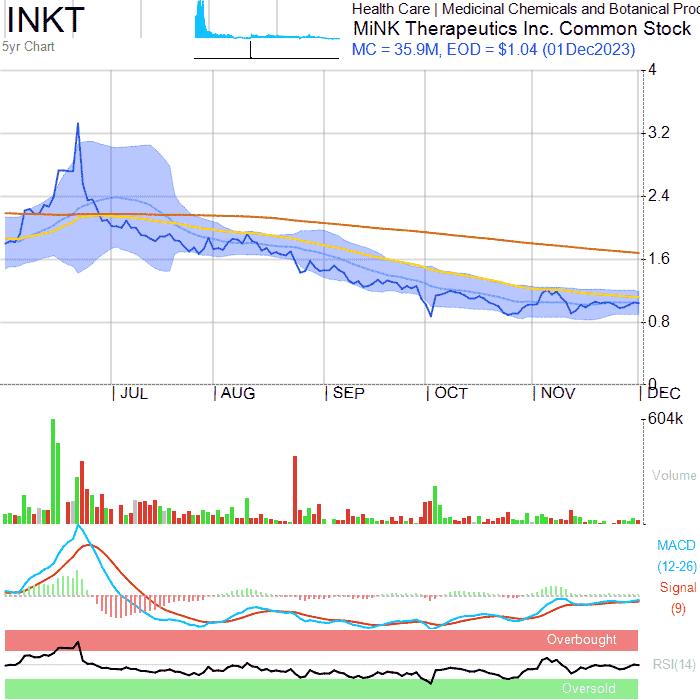 INKT
5yr Chart
Health Care | Medicinal Chemicals and Botanical Pro
MiNK Therapeutics Inc. Common Stock
MC = 35.9M, EOD = $1.04 (01Dec2023)
4
3.2
2.4
1.6
0.8
0
JUL AUG SEP OCT NOV DEC
604k
Volume
MACD
(12-26)
Signal
(9)
Overbought
RSI(14)
Oversold